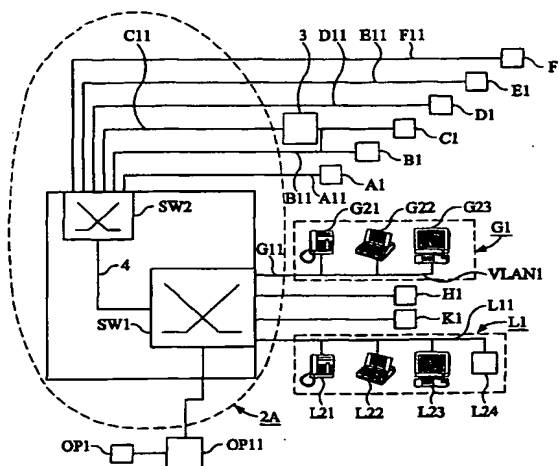 C11 D11 E11 F11
3
F
E1
D1
C1
B1
A1
B11 A11
SW2
G21 G22 G23
G1
4
G11
VLAN1
H1
L11
L1
SW1
K1
L21 L22 L23 L24
2A
OP1 OP11